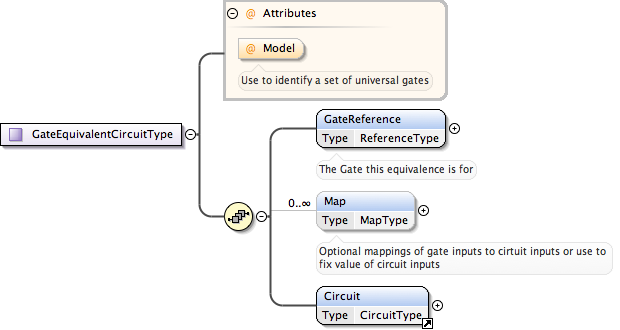 @ Attributes
@ Model
Use to identify a set of universal gates
GateEquivalentCircuitType
GateReference
Type ReferenceType
The Gate this equivalence is for
0..∞
Map
Type MapType
Optional mappings of gate inputs to cirtuit inputs or use to
fix value of circuit inputs
Circuit
Type CircuitType